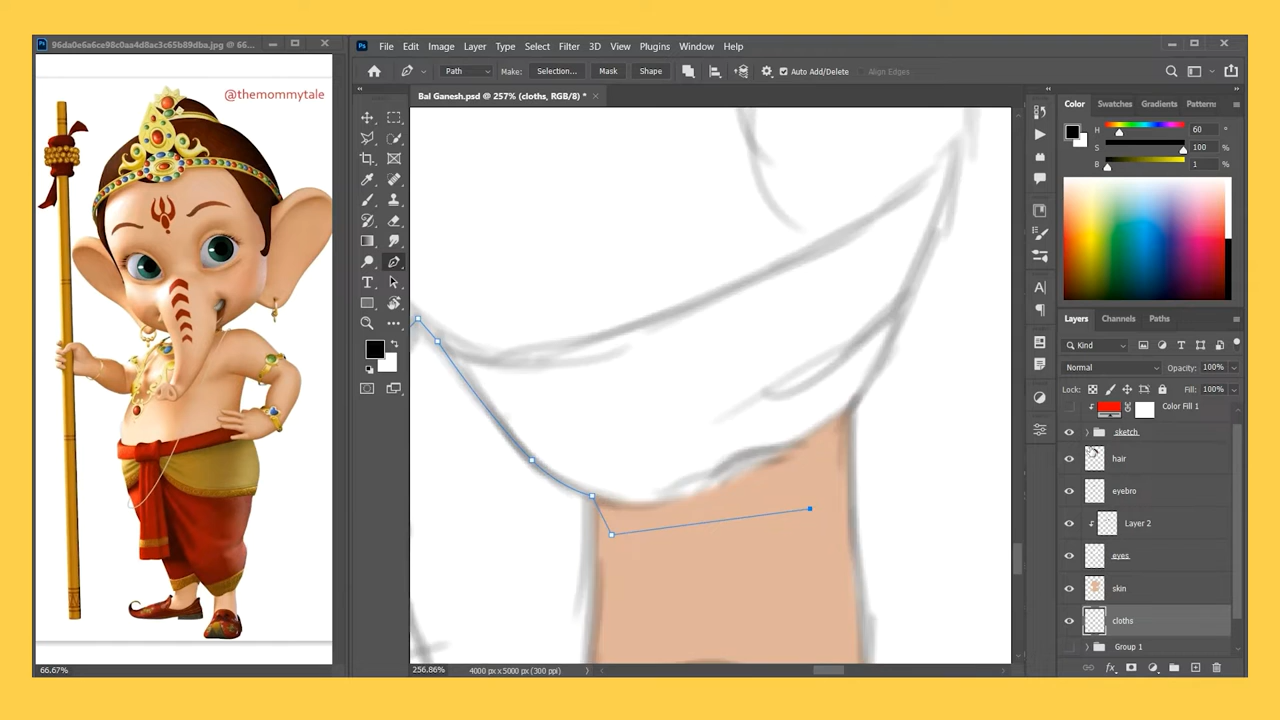 96da0e6a6ce98c0aa4d8ac3c65b89dba.jpg @ 66...
@themommytale
66.67%
Ps File Edit Image Layer Type Select Filter 3D View Plugins Window Help
Path Make: Selection... Mask Shape Auto Add/Delete Align Edges
Bal Ganesh.psd @ 257% (cloths, RGB/8) *
256.86% 4000 px x 5000 px (300 ppi)
Color Swatches Gradients Patterns
H 60 °
S 100 %
B 1 %
Layers Channels Paths
Kind
Normal Opacity: 100%
Lock: Fill: 100%
Color Fill 1
sketch
hair
eyebro
Layer 2
eyes
skin
cloths
Group 1
fx